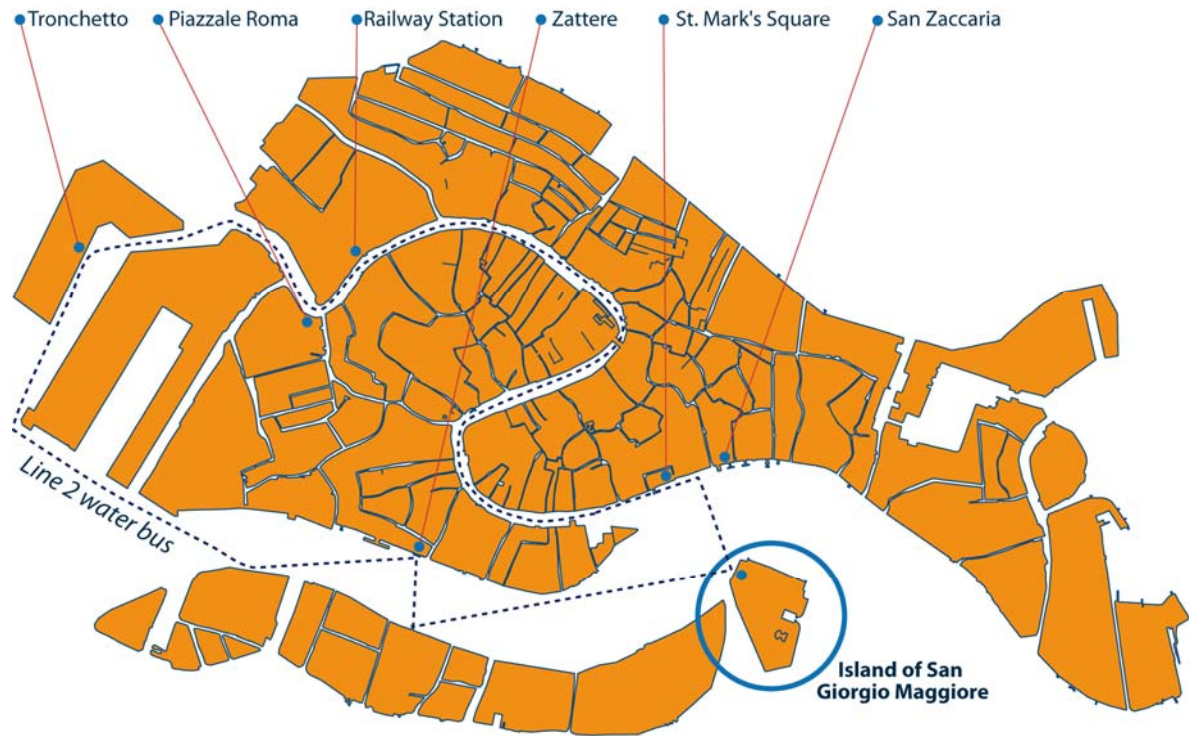 Tronchetto
Piazzale Roma
Railway Station
Zattere
St. Mark's Square
San Zaccaria
Line 2 water bus
Island of San
Giorgio Maggiore